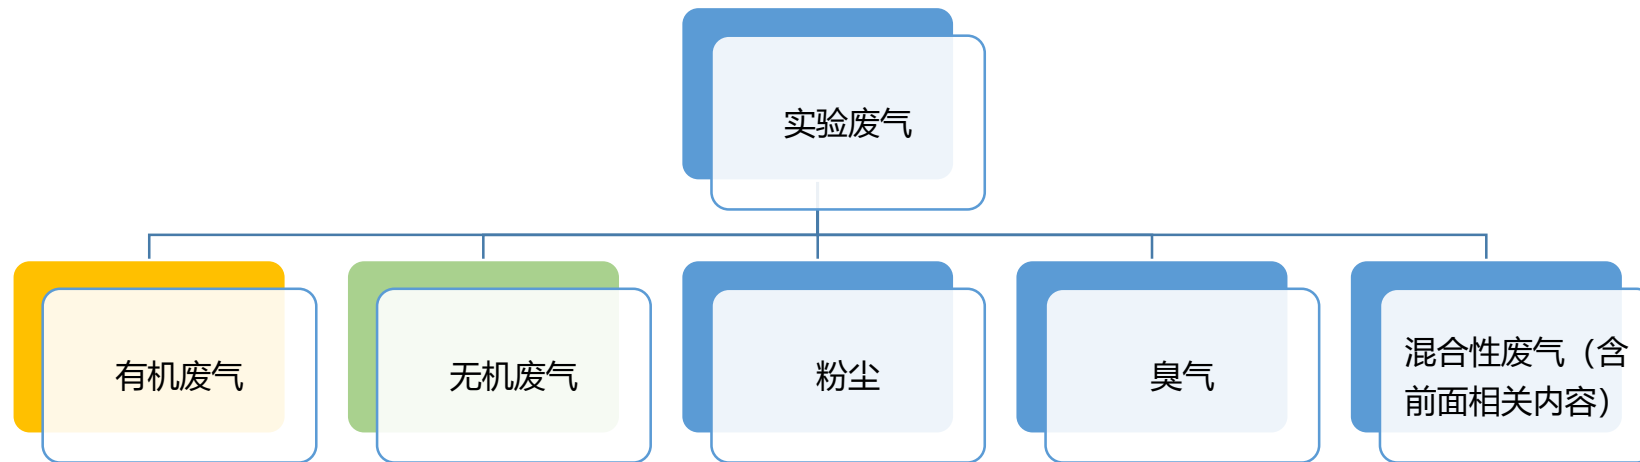 实验废气
有机废气
无机废气
粉尘
臭气
混合性废气（含
前面相关内容）